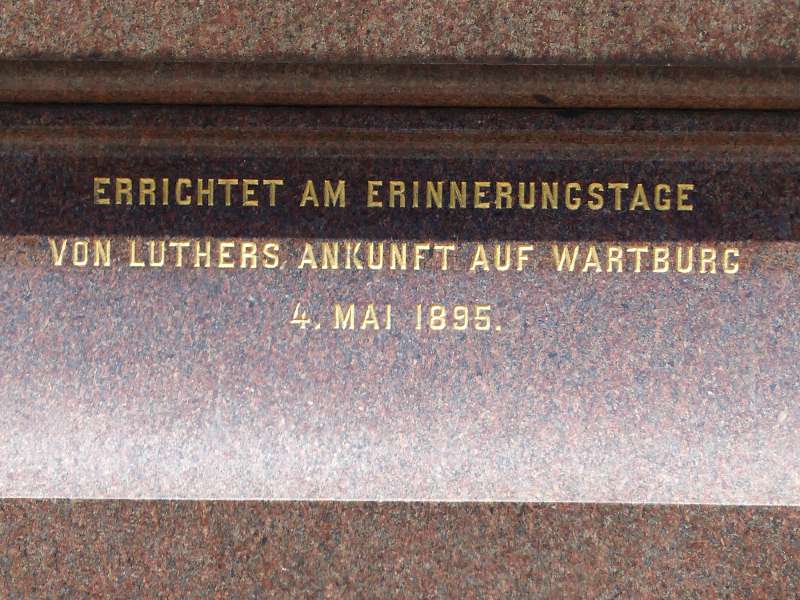 ERRICHTET AM ERINNERUNGSTAGE
VON LUTHERS ANKUNFT AUF WARTBURG
4. MAI 1895.